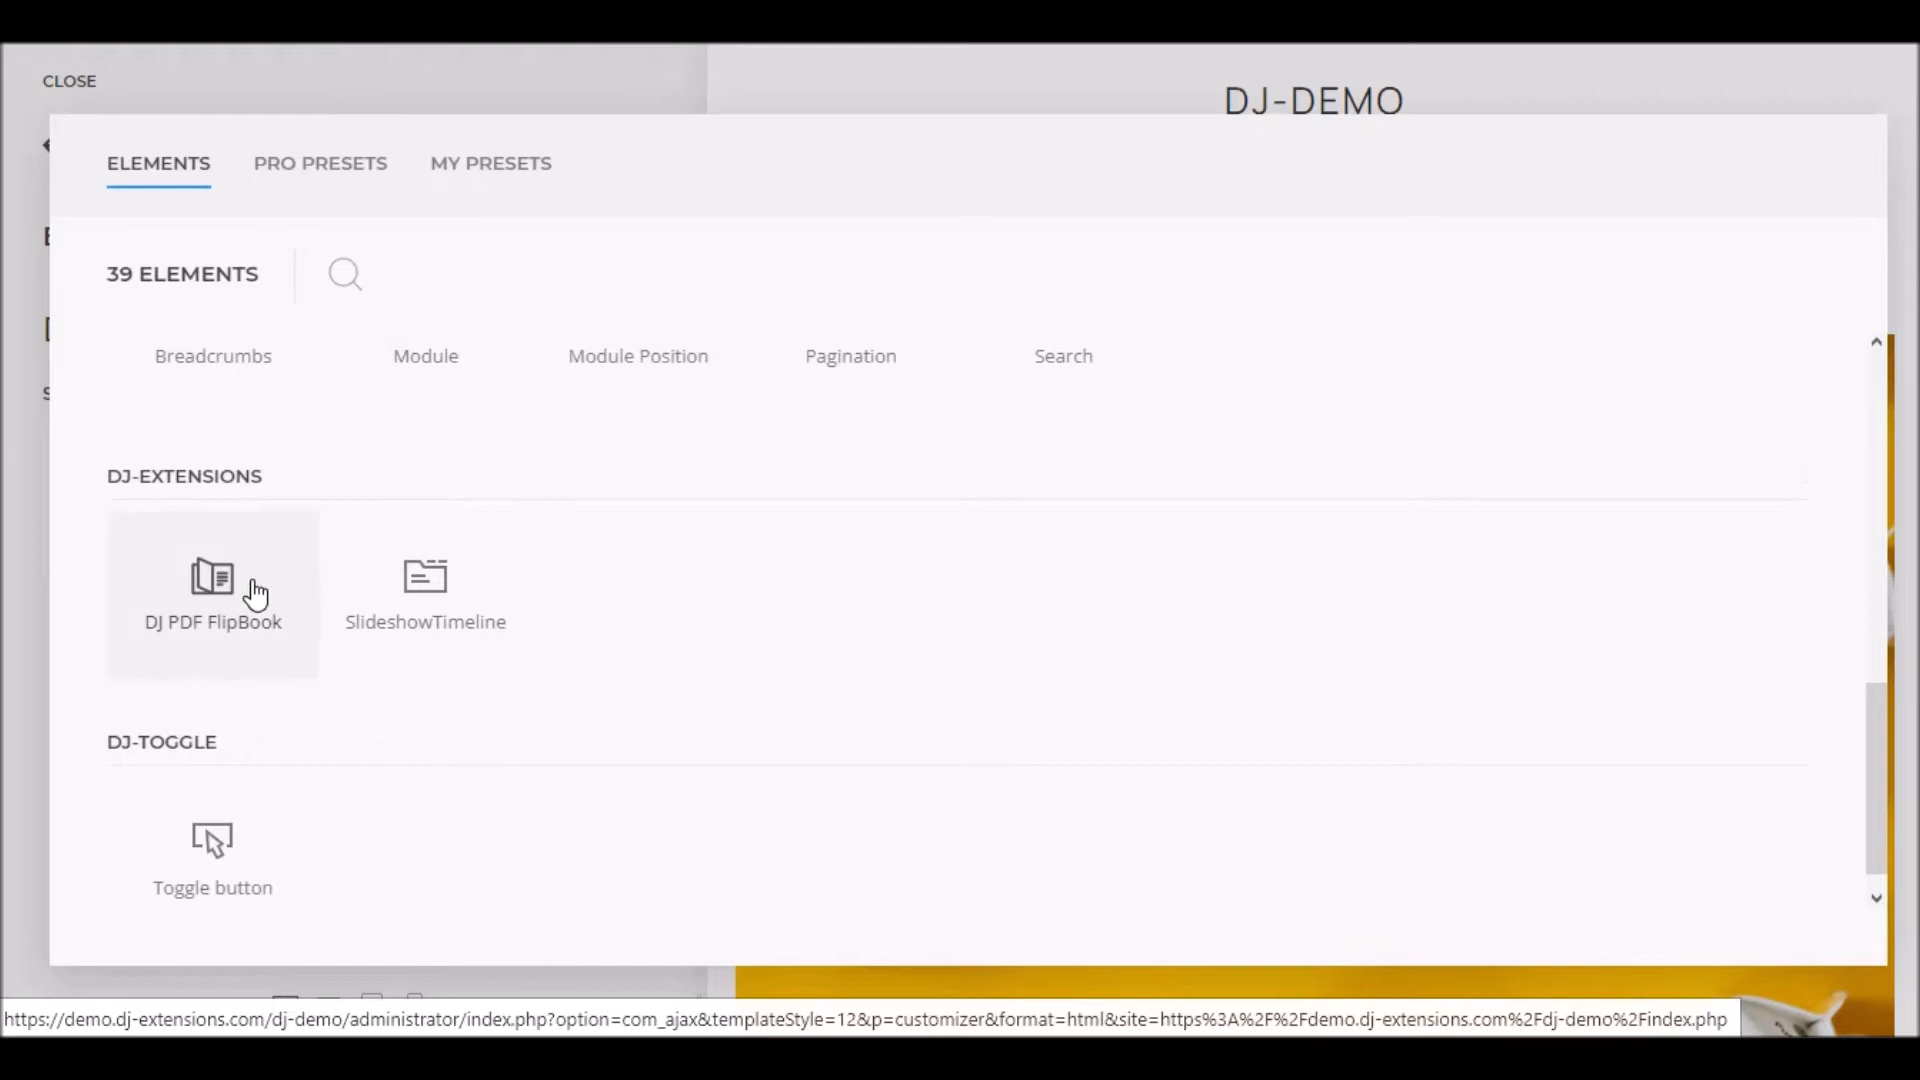 CLOSE
DJ-DEMO
ELEMENTS PRO PRESETS MY PRESETS
39 ELEMENTS
Breadcrumbs Module Module Position Pagination Search
DJ-EXTENSIONS
DJ PDF FlipBook SlideshowTimeline
DJ-TOGGLE
Toggle button
https://demo.dj-extensions.com/dj-demo/administrator/index.php?option=com_ajax&templateStyle=12&p=customizer&format=html&site=https%3A%2F%2Fdemo.dj-extensions.com%2Fdj-demo%2Findex.php